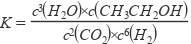 K = c³(H₂O)×c(CH₃CH₂OH) / c²(CO₂)×c⁶(H₂)